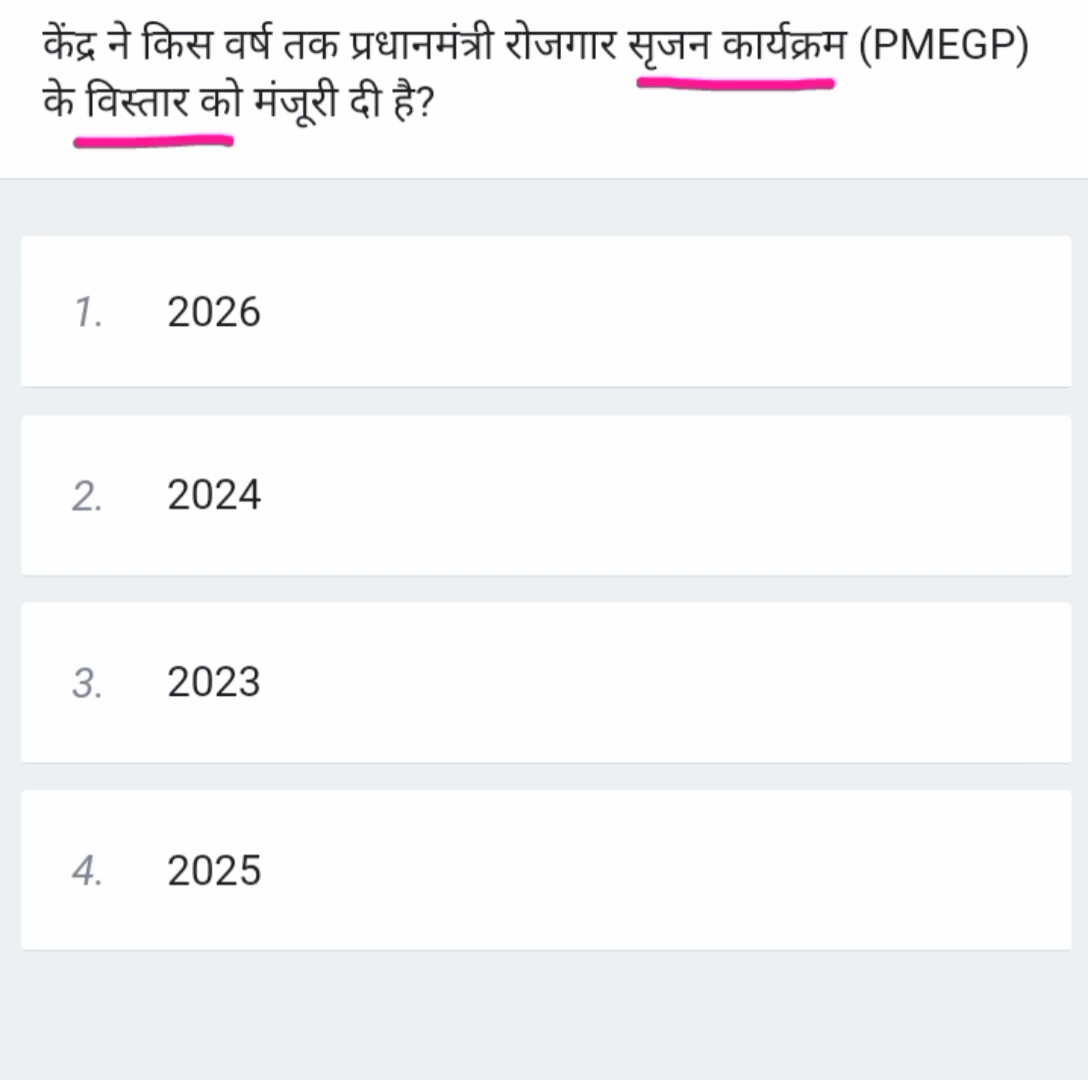 केंद्र ने किस वर्ष तक प्रधानमंत्री रोजगार सृजन कार्यक्रम (PMEGP)
के विस्तार को मंजूरी दी है?
1. 2026
2. 2024
3. 2023
4. 2025